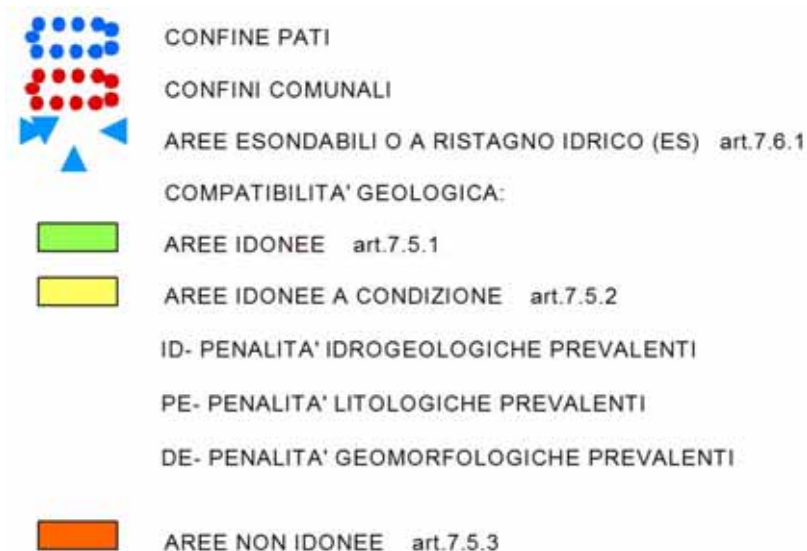 CONFINE PATI
CONFINI COMUNALI
AREE ESONDABILI O A RISTAGNO IDRICO (ES) art.7.6.1
COMPATIBILITA' GEOLOGICA:
AREE IDONEE art.7.5.1
AREE IDONEE A CONDIZIONE art.7.5.2
ID- PENALITA' IDROGEOLOGICHE PREVALENTI
PE- PENALITA' LITOLOGICHE PREVALENTI
DE- PENALITA' GEOMORFOLOGICHE PREVALENTI
AREE NON IDONEE art.7.5.3